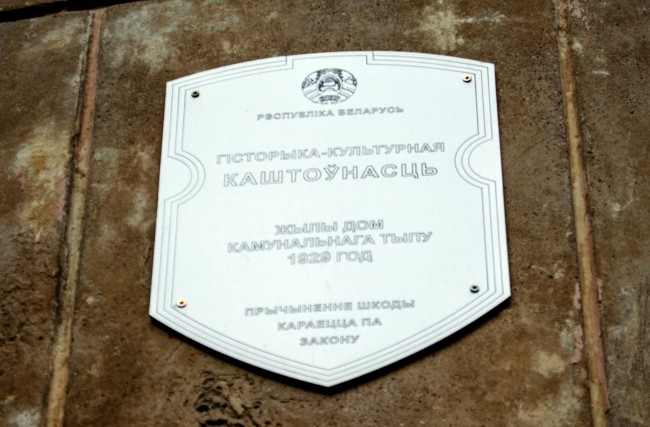 РЭСПУБЛІКА БЕЛАРУСЬ
ГІСТОРЫКА-КУЛЬТУРНАЯ
КАШТОЎНАСЦЬ
ЖЫЛЫ ДОМ
КАМУНАЛЬНАГА ТЫПУ
1929 ГОД
ПРЫЧЫНЕННЕ ШКОДЫ
КАРАЕЦЦА ПА
ЗАКОНУ